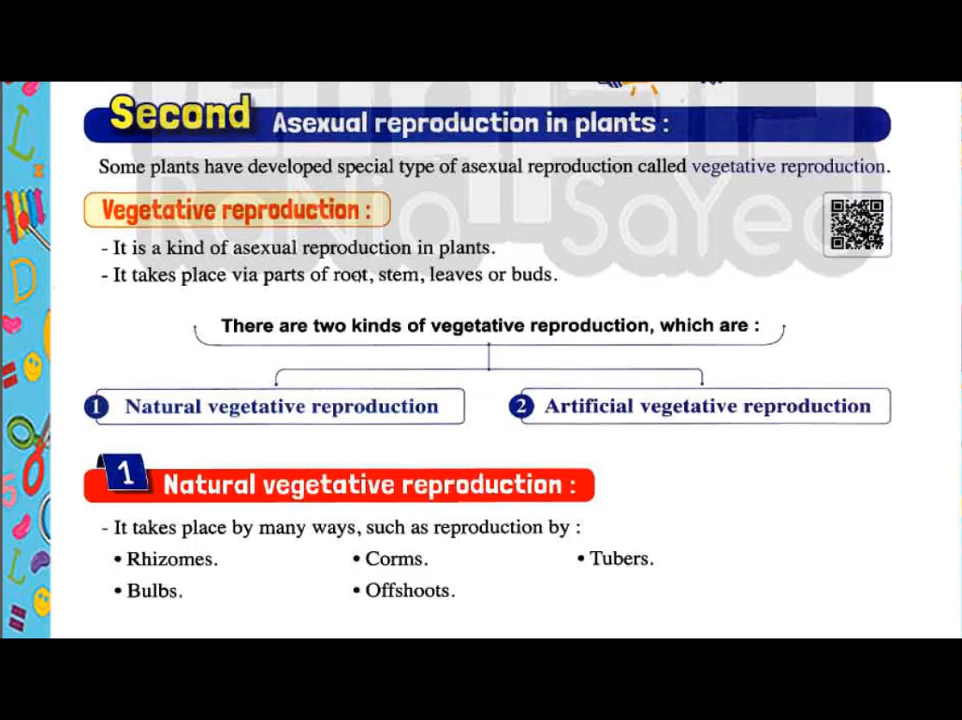 Second Asexual reproduction in plants :
Some plants have developed special type of asexual reproduction called vegetative reproduction.
Vegetative reproduction :
- It is a kind of asexual reproduction in plants.
- It takes place via parts of root, stem, leaves or buds.
Rania Sayed
There are two kinds of vegetative reproduction, which are :
1 Natural vegetative reproduction
2 Artificial vegetative reproduction
1 Natural vegetative reproduction :
- It takes place by many ways, such as reproduction by :
• Rhizomes. • Corms. • Tubers.
• Bulbs. • Offshoots.